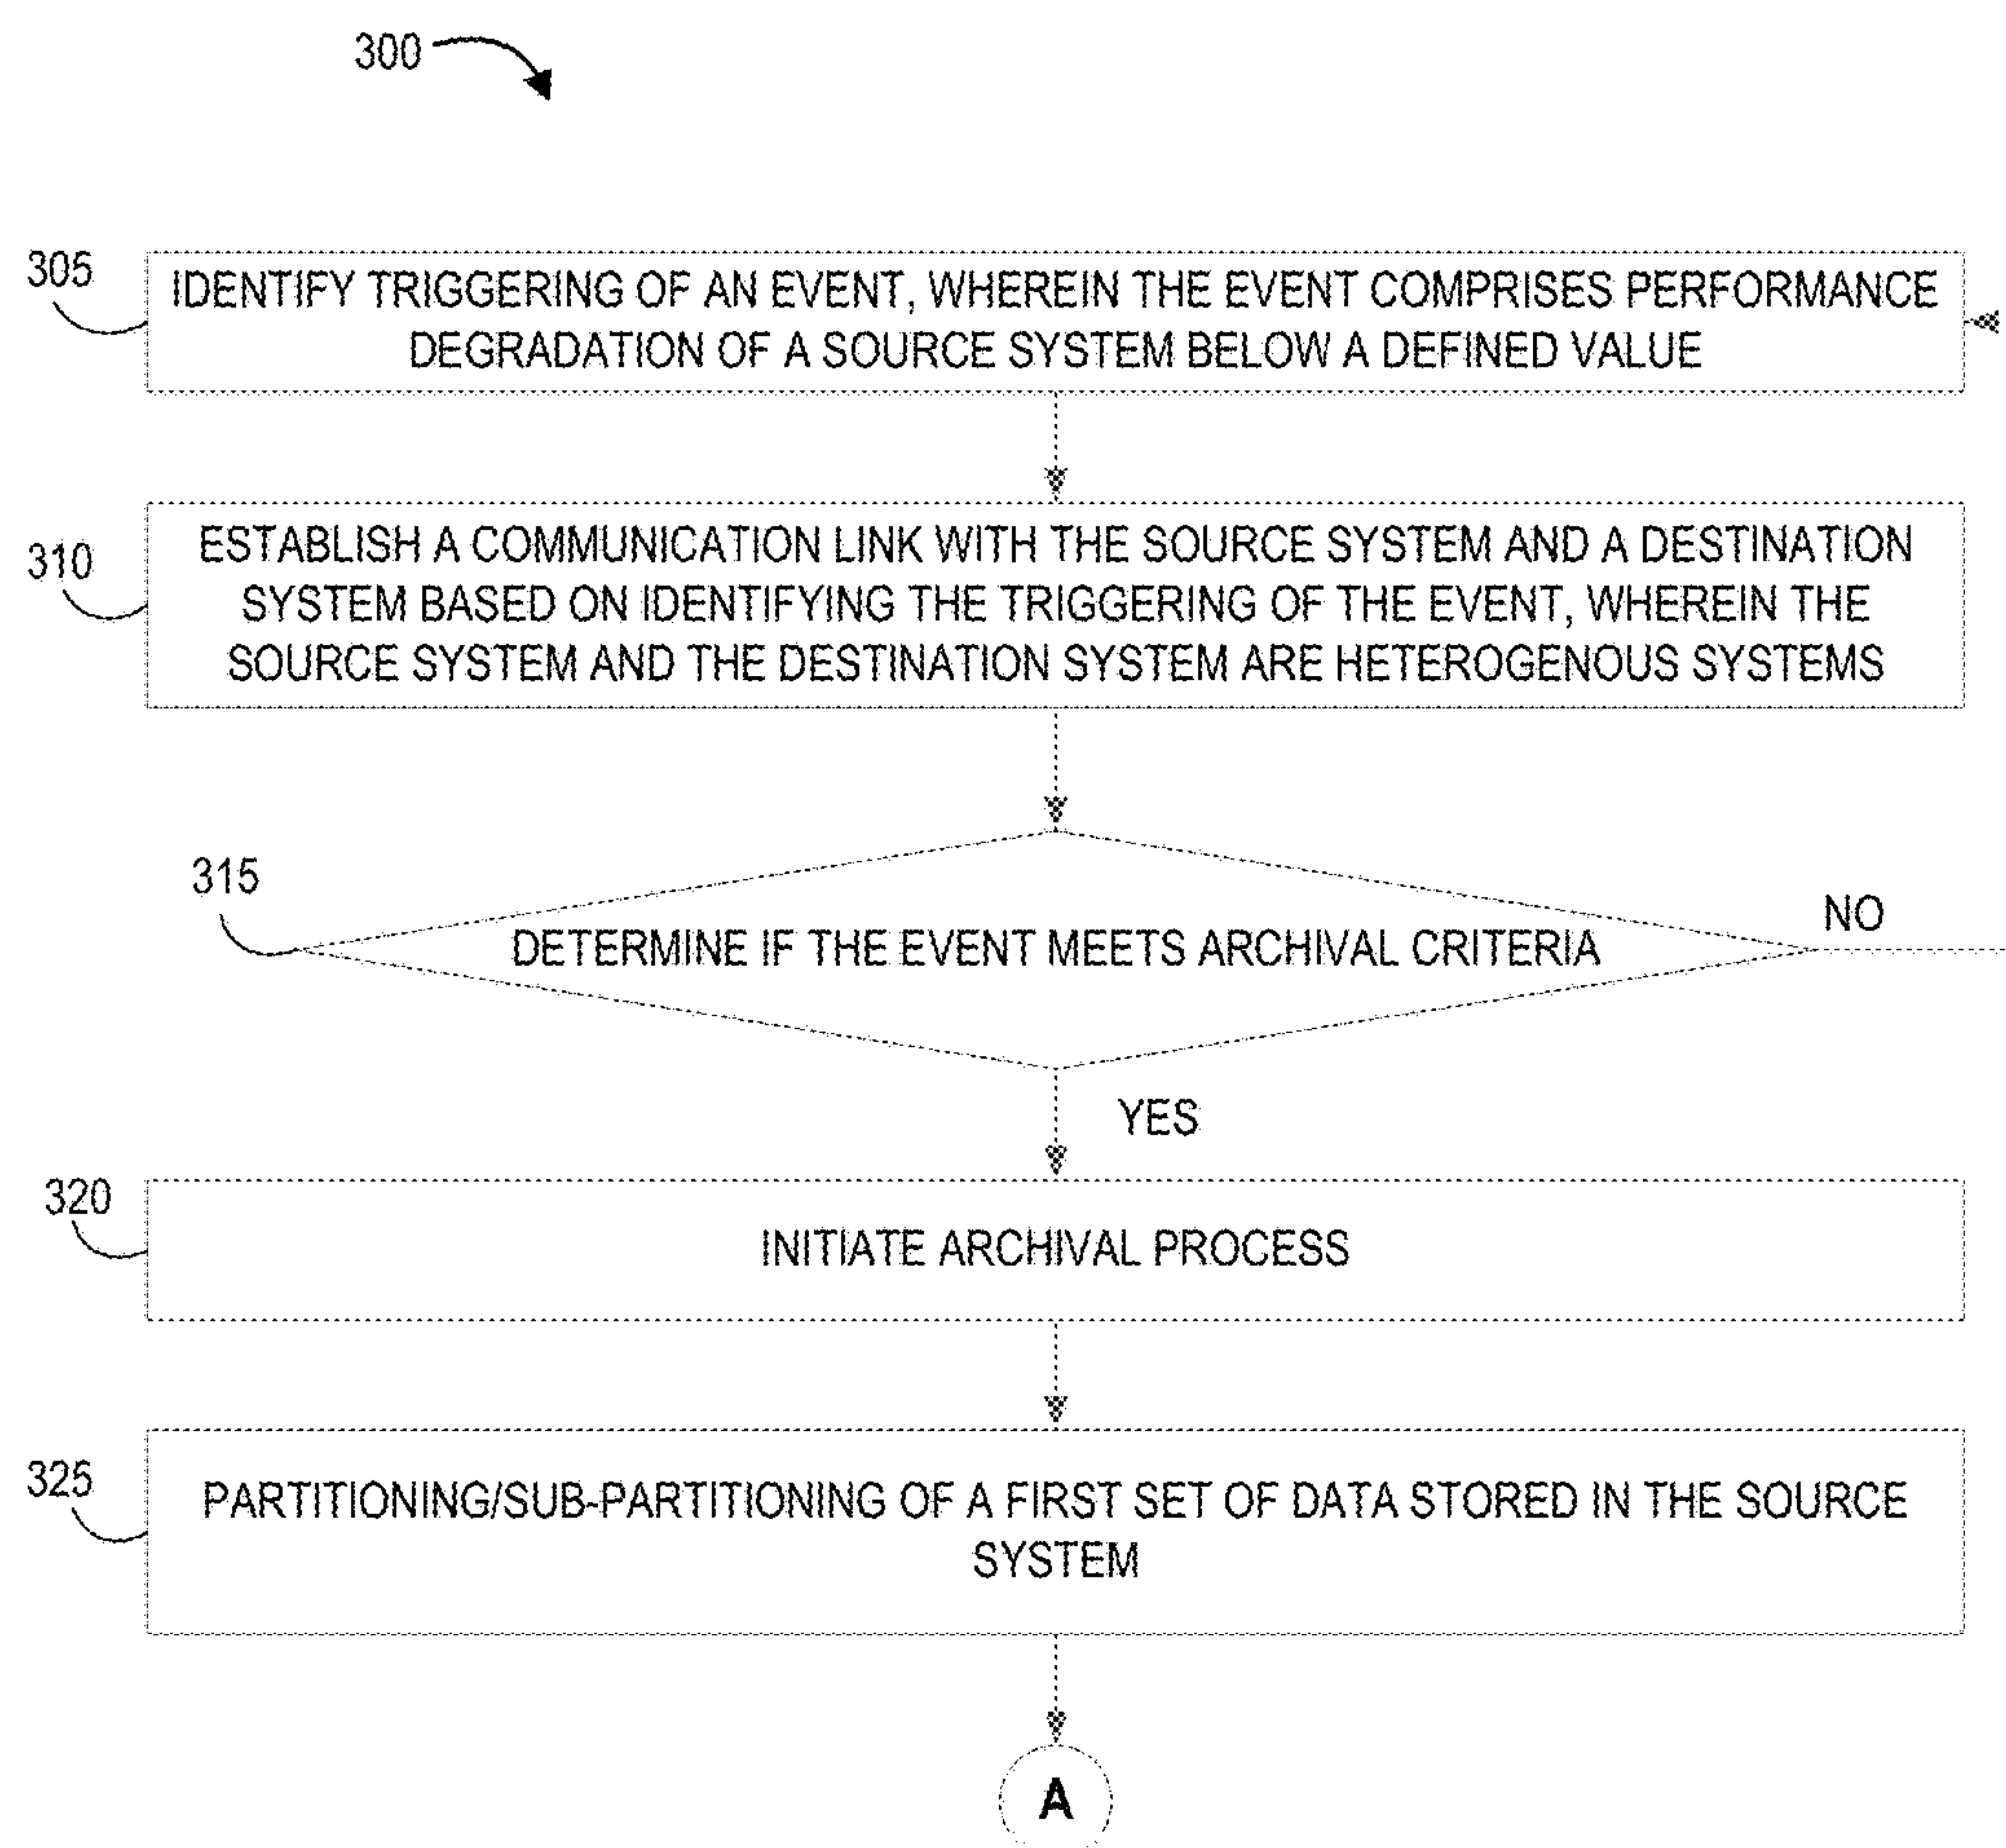 300
305
IDENTIFY TRIGGERING OF AN EVENT, WHEREIN THE EVENT COMPRISES PERFORMANCE
DEGRADATION OF A SOURCE SYSTEM BELOW A DEFINED VALUE
310
ESTABLISH A COMMUNICATION LINK WITH THE SOURCE SYSTEM AND A DESTINATION
SYSTEM BASED ON IDENTIFYING THE TRIGGERING OF THE EVENT, WHEREIN THE
SOURCE SYSTEM AND THE DESTINATION SYSTEM ARE HETEROGENOUS SYSTEMS
315
DETERMINE IF THE EVENT MEETS ARCHIVAL CRITERIA
NO
YES
320
INITIATE ARCHIVAL PROCESS
325
PARTITIONING/SUB-PARTITIONING OF A FIRST SET OF DATA STORED IN THE SOURCE
SYSTEM
A